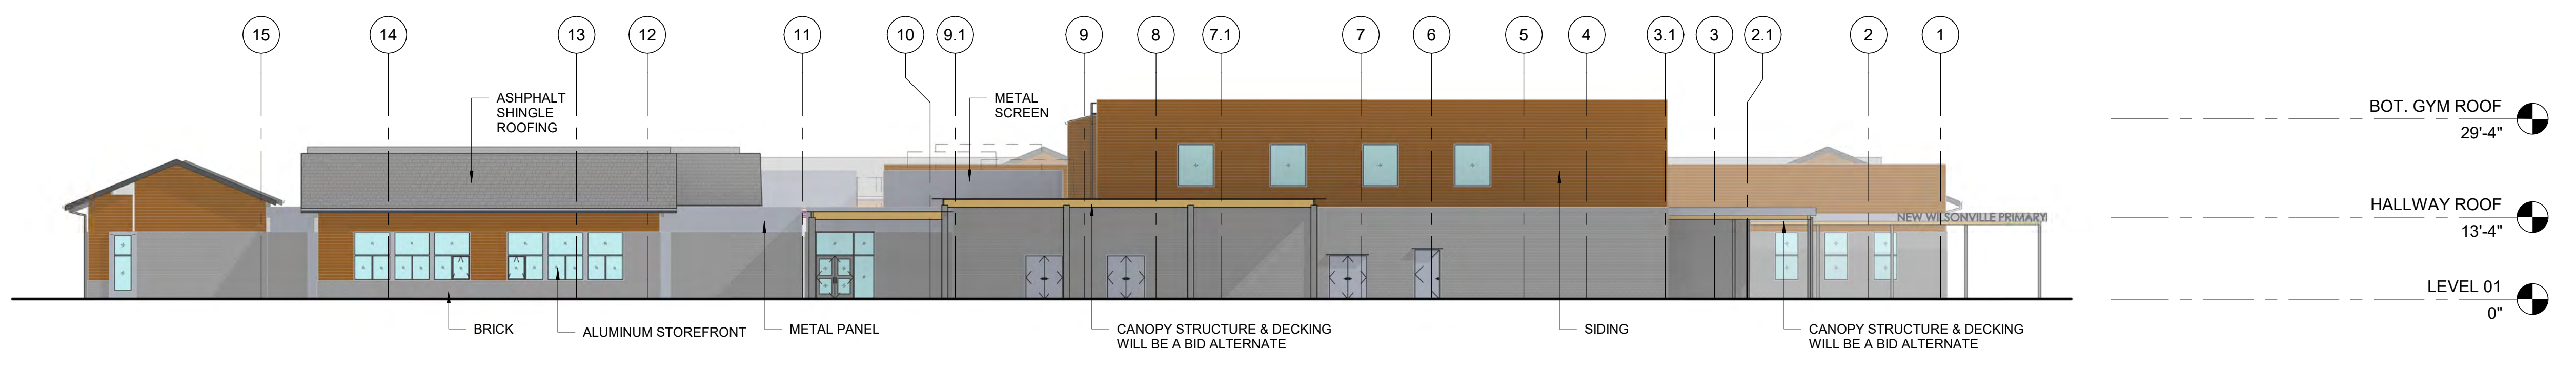 15
14
13
12
11
10
9.1
9
8
7.1
7
6
5
4
3.1
3
2.1
2
1
ASHPHALT
SHINGLE
ROOFING
METAL
SCREEN
BOT. GYM ROOF
29'-4"
HALLWAY ROOF
13'-4"
NEW WILSONVILLE PRIMARY
LEVEL 01
0"
BRICK
ALUMINUM STOREFRONT
METAL PANEL
CANOPY STRUCTURE & DECKING
WILL BE A BID ALTERNATE
SIDING
CANOPY STRUCTURE & DECKING
WILL BE A BID ALTERNATE